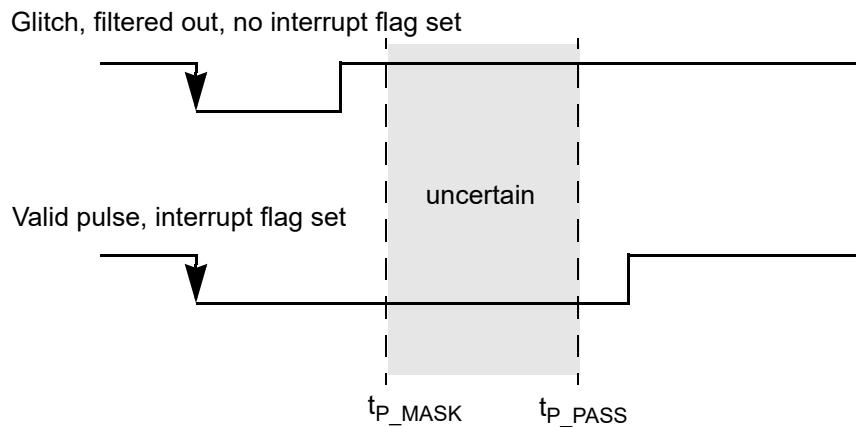 Glitch, filtered out, no interrupt flag set
uncertain
Valid pulse, interrupt flag set
tP_MASK
tP_PASS